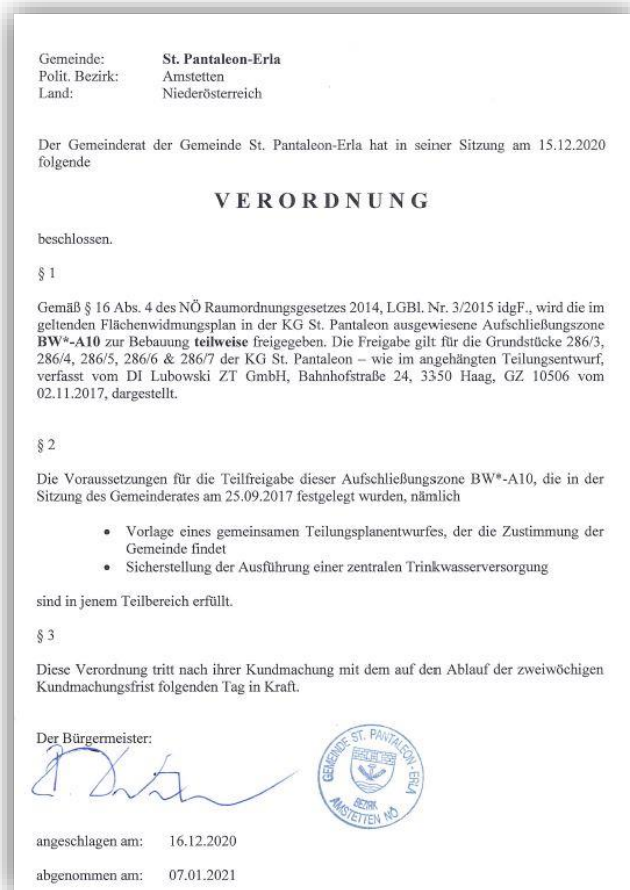 Gemeinde: St. Pantaleon-Erla
Polit. Bezirk: Amstetten
Land: Niederösterreich
Der Gemeinderat der Gemeinde St. Pantaleon-Erla hat in seiner Sitzung am 15.12.2020
folgende
VERORDNUNG
beschlossen.
§ 1
Gemäß § 16 Abs. 4 des NÖ Raumordnungsgesetzes 2014, LGBl. Nr. 3/2015 idgF., wird die im
geltenden Flächenwidmungsplan in der KG St. Pantaleon ausgewiesene Aufschließungszone
BW*-A10 zur Bebauung teilweise freigegeben. Die Freigabe gilt für die Grundstücke 286/3,
286/4, 286/5, 286/6 & 286/7 der KG St. Pantaleon – wie im angehängten Teilungsentwurf,
verfasst vom DI Lubowski ZT GmbH, Bahnhofstraße 24, 3350 Haag, GZ 10506 vom
02.11.2017, dargestellt.
§ 2
Die Voraussetzungen für die Teilfreigabe dieser Aufschließungszone BW*-A10, die in der
Sitzung des Gemeinderates am 25.09.2017 festgelegt wurden, nämlich
• Vorlage eines gemeinsamen Teilungsplanentwurfes, der die Zustimmung der
Gemeinde findet
• Sicherstellung der Ausführung einer zentralen Trinkwasserversorgung
sind in jenem Teilbereich erfüllt.
§ 3
Diese Verordnung tritt nach ihrer Kundmachung mit dem auf den Ablauf der zweiwöchigen
Kundmachungsfrist folgenden Tag in Kraft.
Der Bürgermeister:
GEMEINDE ST. PANTALEON - ERLA
BEZIRK
AMSTETTEN NÖ
angeschlagen am: 16.12.2020
abgenommen am: 07.01.2021